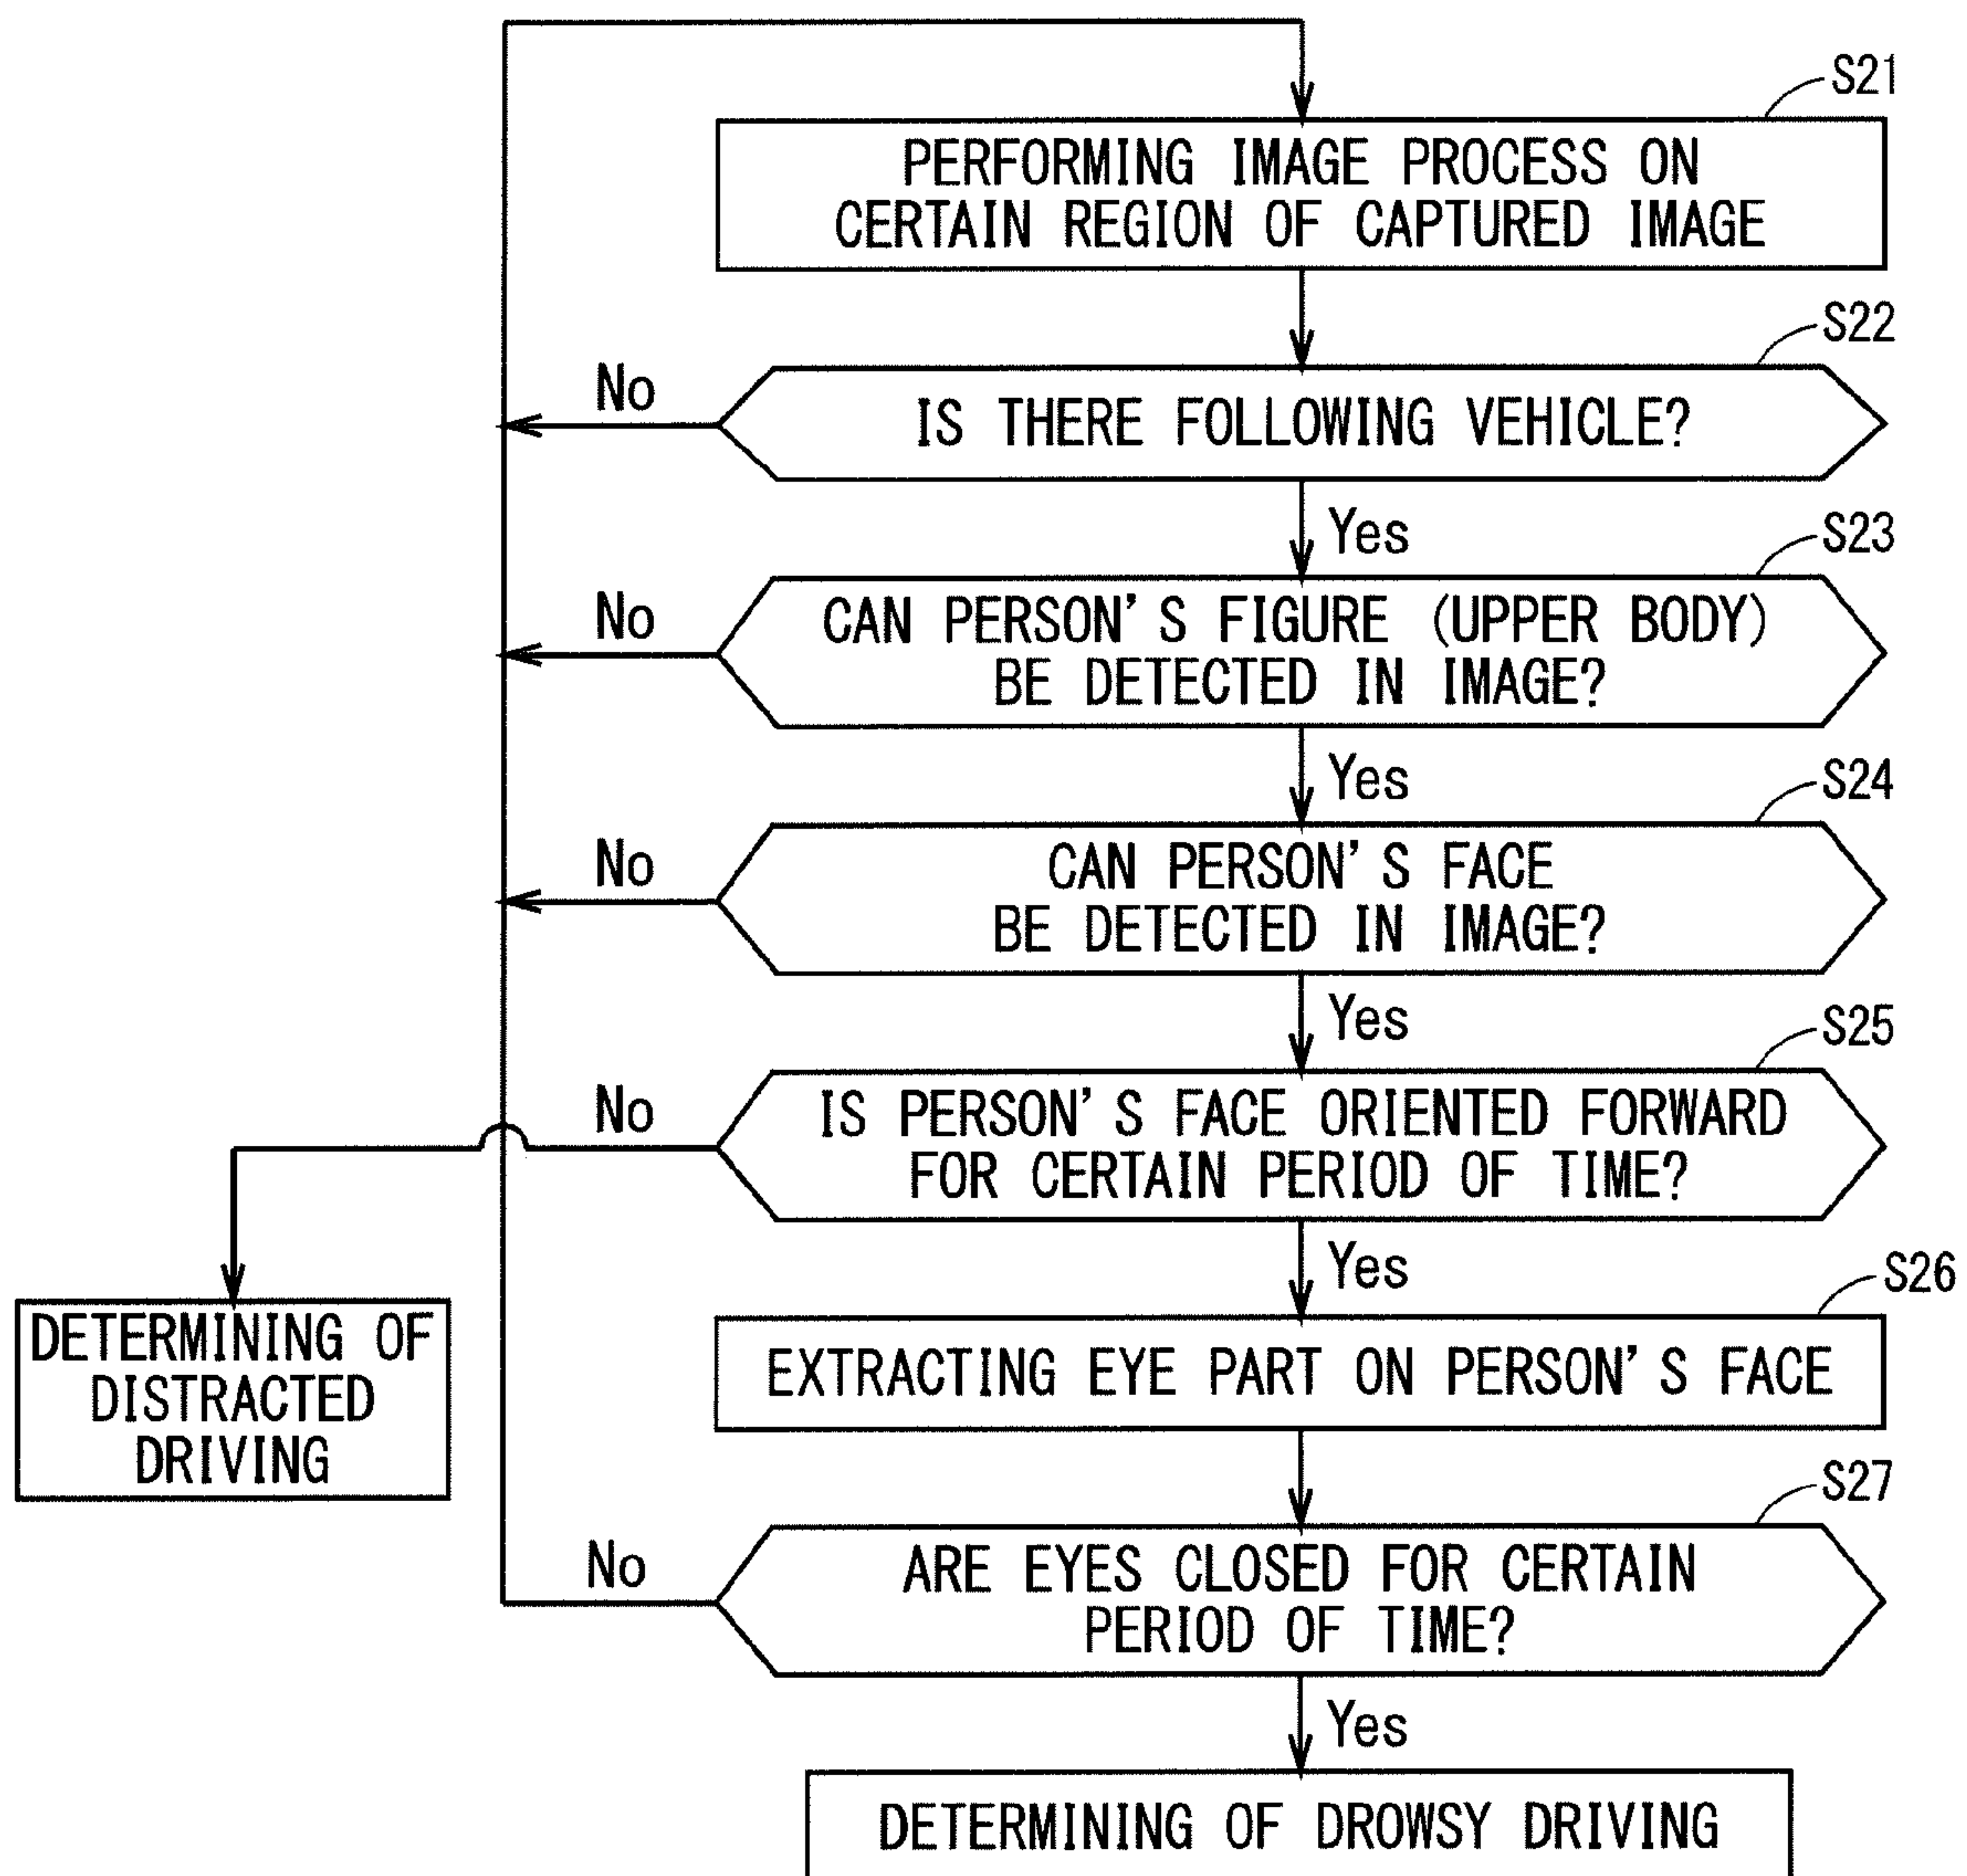 S21
PERFORMING IMAGE PROCESS ON
CERTAIN REGION OF CAPTURED IMAGE
S22
No
IS THERE FOLLOWING VEHICLE?
Yes
S23
No
CAN PERSON'S FIGURE (UPPER BODY)
BE DETECTED IN IMAGE?
Yes
S24
No
CAN PERSON'S FACE
BE DETECTED IN IMAGE?
Yes
S25
No
IS PERSON'S FACE ORIENTED FORWARD
FOR CERTAIN PERIOD OF TIME?
Yes
S26
DETERMINING OF
DISTRACTED
DRIVING
EXTRACTING EYE PART ON PERSON'S FACE
S27
No
ARE EYES CLOSED FOR CERTAIN
PERIOD OF TIME?
Yes
DETERMINING OF DROWSY DRIVING